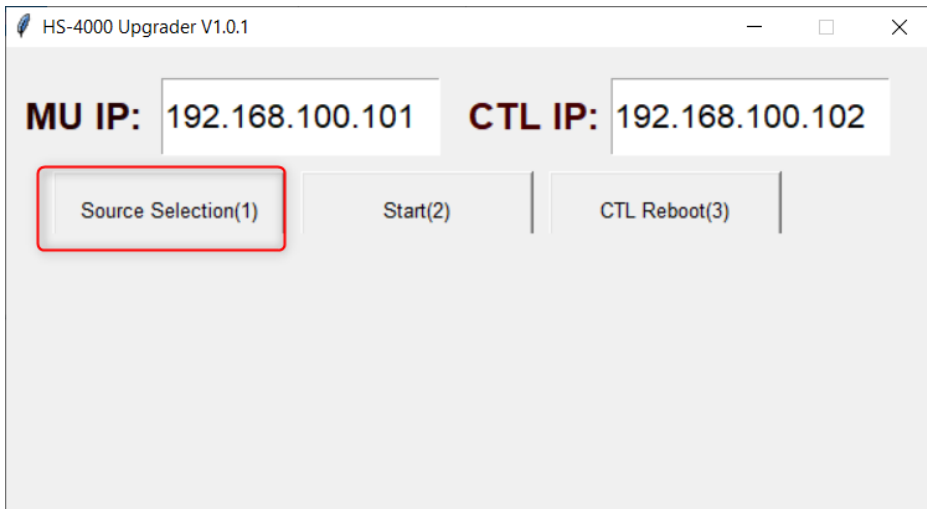 HS-4000 Upgrader V1.0.1
MU IP: 192.168.100.101 CTL IP: 192.168.100.102
Source Selection(1) Start(2) CTL Reboot(3)